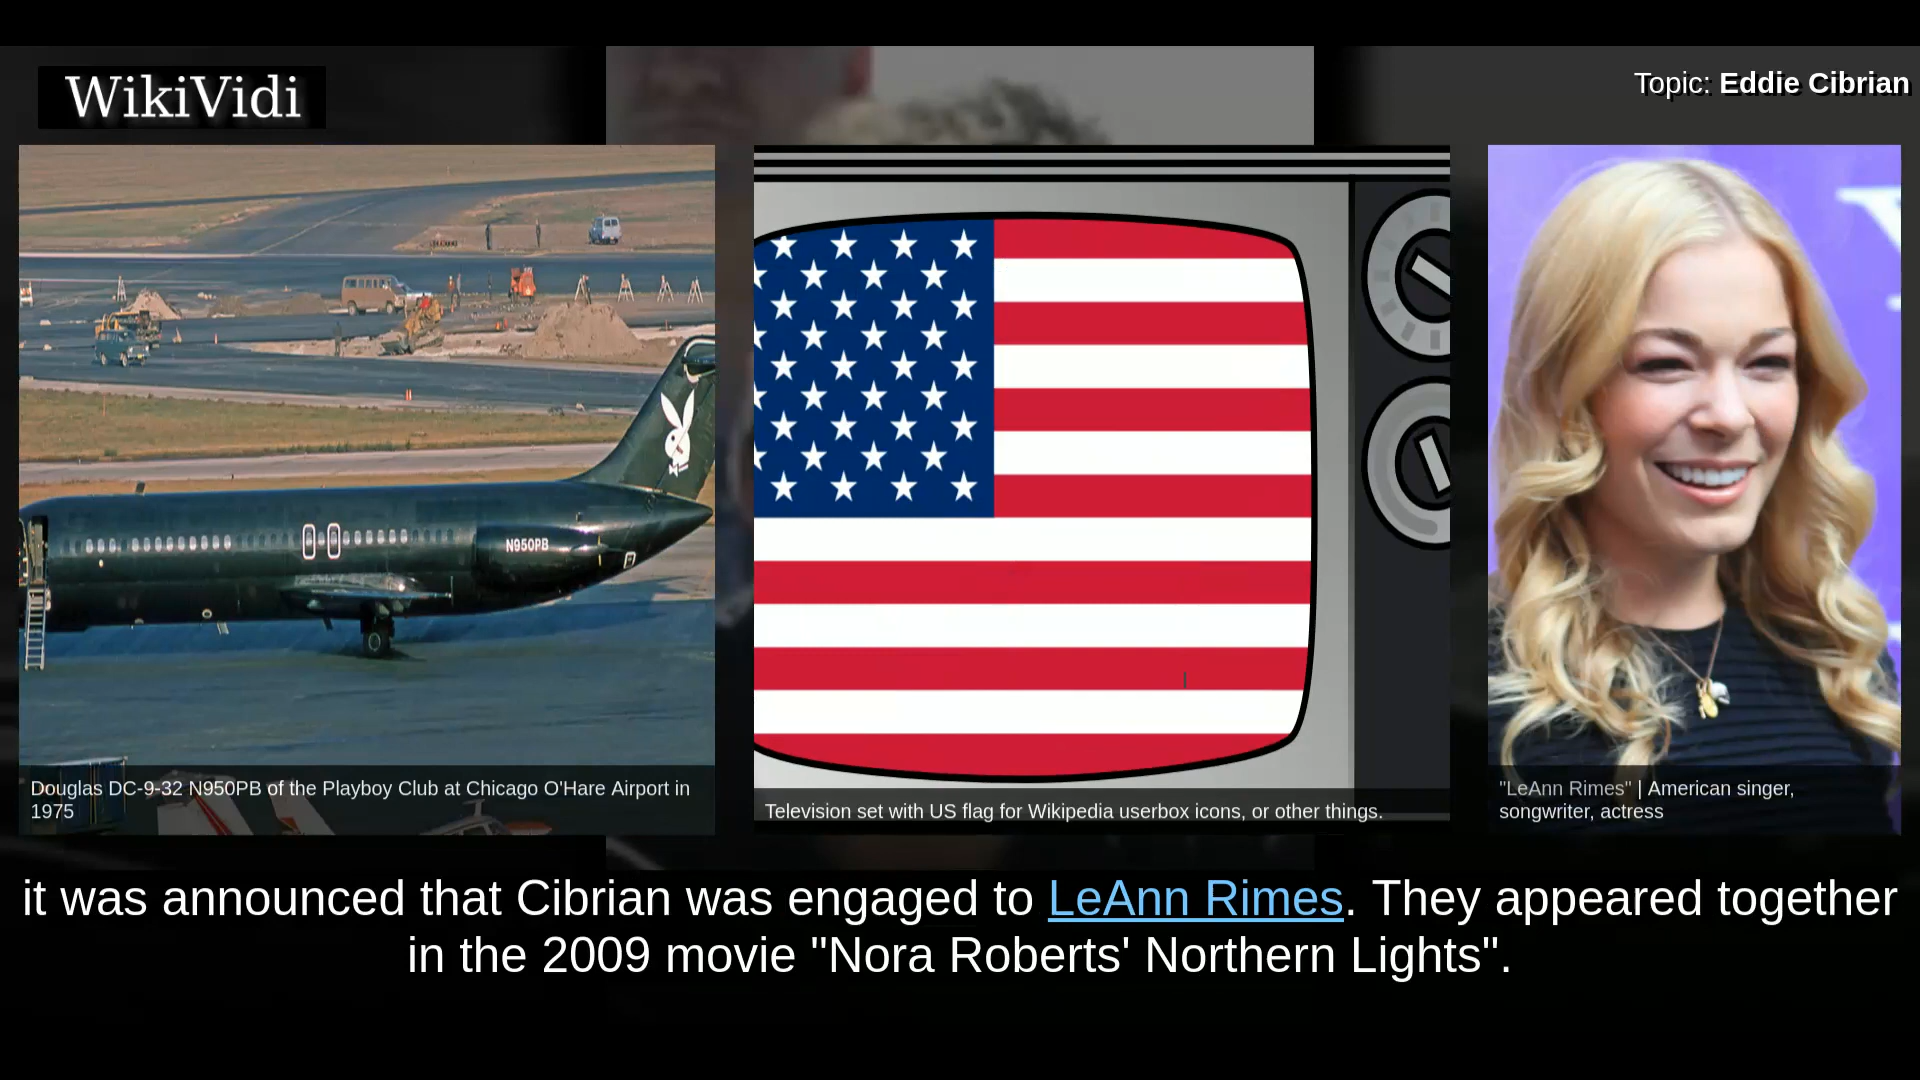 WikiVidi
Topic: Eddie Cibrian
N950PB
Douglas DC-9-32 N950PB of the Playboy Club at Chicago O'Hare Airport in
1975
Television set with US flag for Wikipedia userbox icons, or other things.
"LeAnn Rimes" | American singer,
songwriter, actress
it was announced that Cibrian was engaged to LeAnn Rimes. They appeared together
in the 2009 movie "Nora Roberts' Northern Lights".